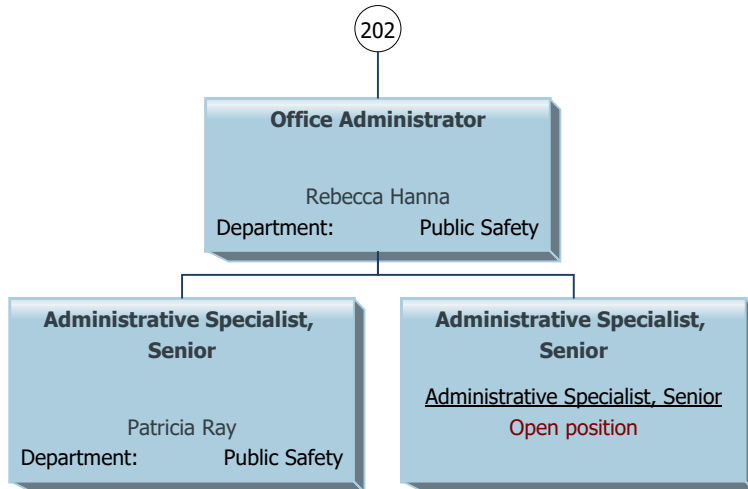 202
Office Administrator
Rebecca Hanna
Department: Public Safety
Administrative Specialist,
Senior
Patricia Ray
Department: Public Safety
Administrative Specialist,
Senior
Administrative Specialist, Senior
Open position